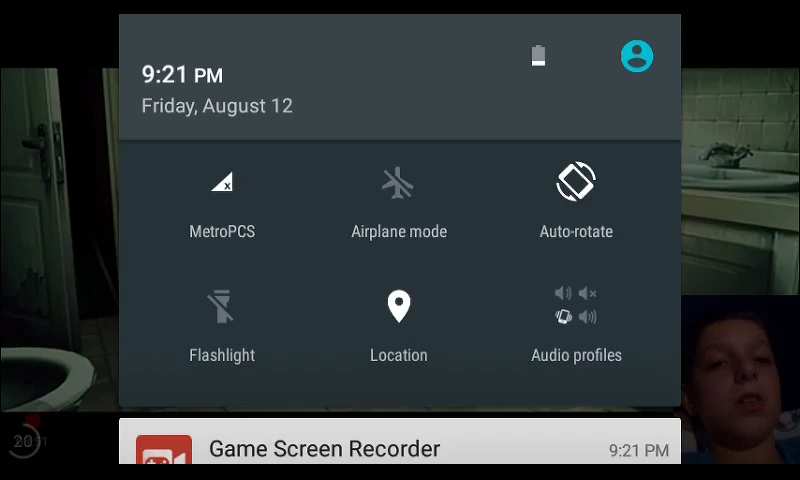 9:21 PM
Friday, August 12
MetroPCS
Airplane mode
Auto-rotate
Flashlight
Location
Audio profiles
Game Screen Recorder
9:21 PM